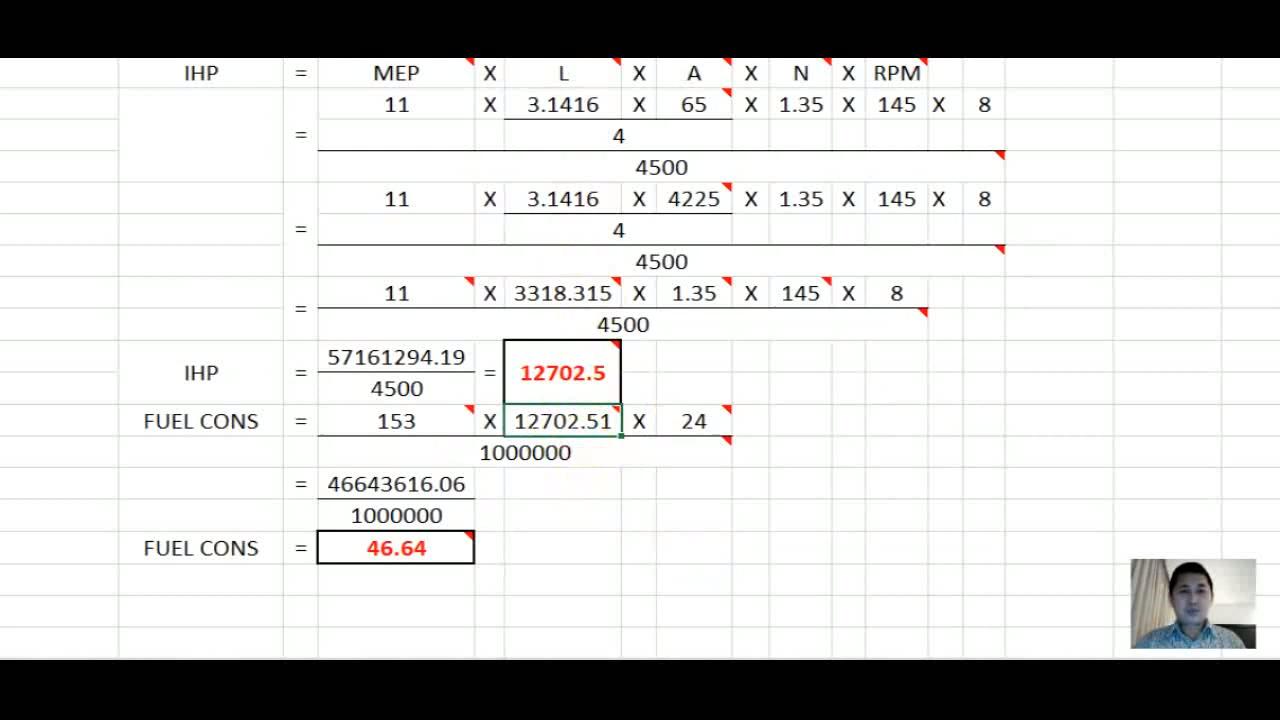 IHP = MEP X L X A X N X RPM
11 X 3.1416 X 65 X 1.35 X 145 X 8
=
4
4500
11 X 3.1416 X 4225 X 1.35 X 145 X 8
=
4
4500
11 X 3318.315 X 1.35 X 145 X 8
=
4500
57161294.19
IHP = = 12702.5
4500
FUEL CONS = 153 X 12702.51 X 24
1000000
= 46643616.06
1000000
FUEL CONS = 46.64